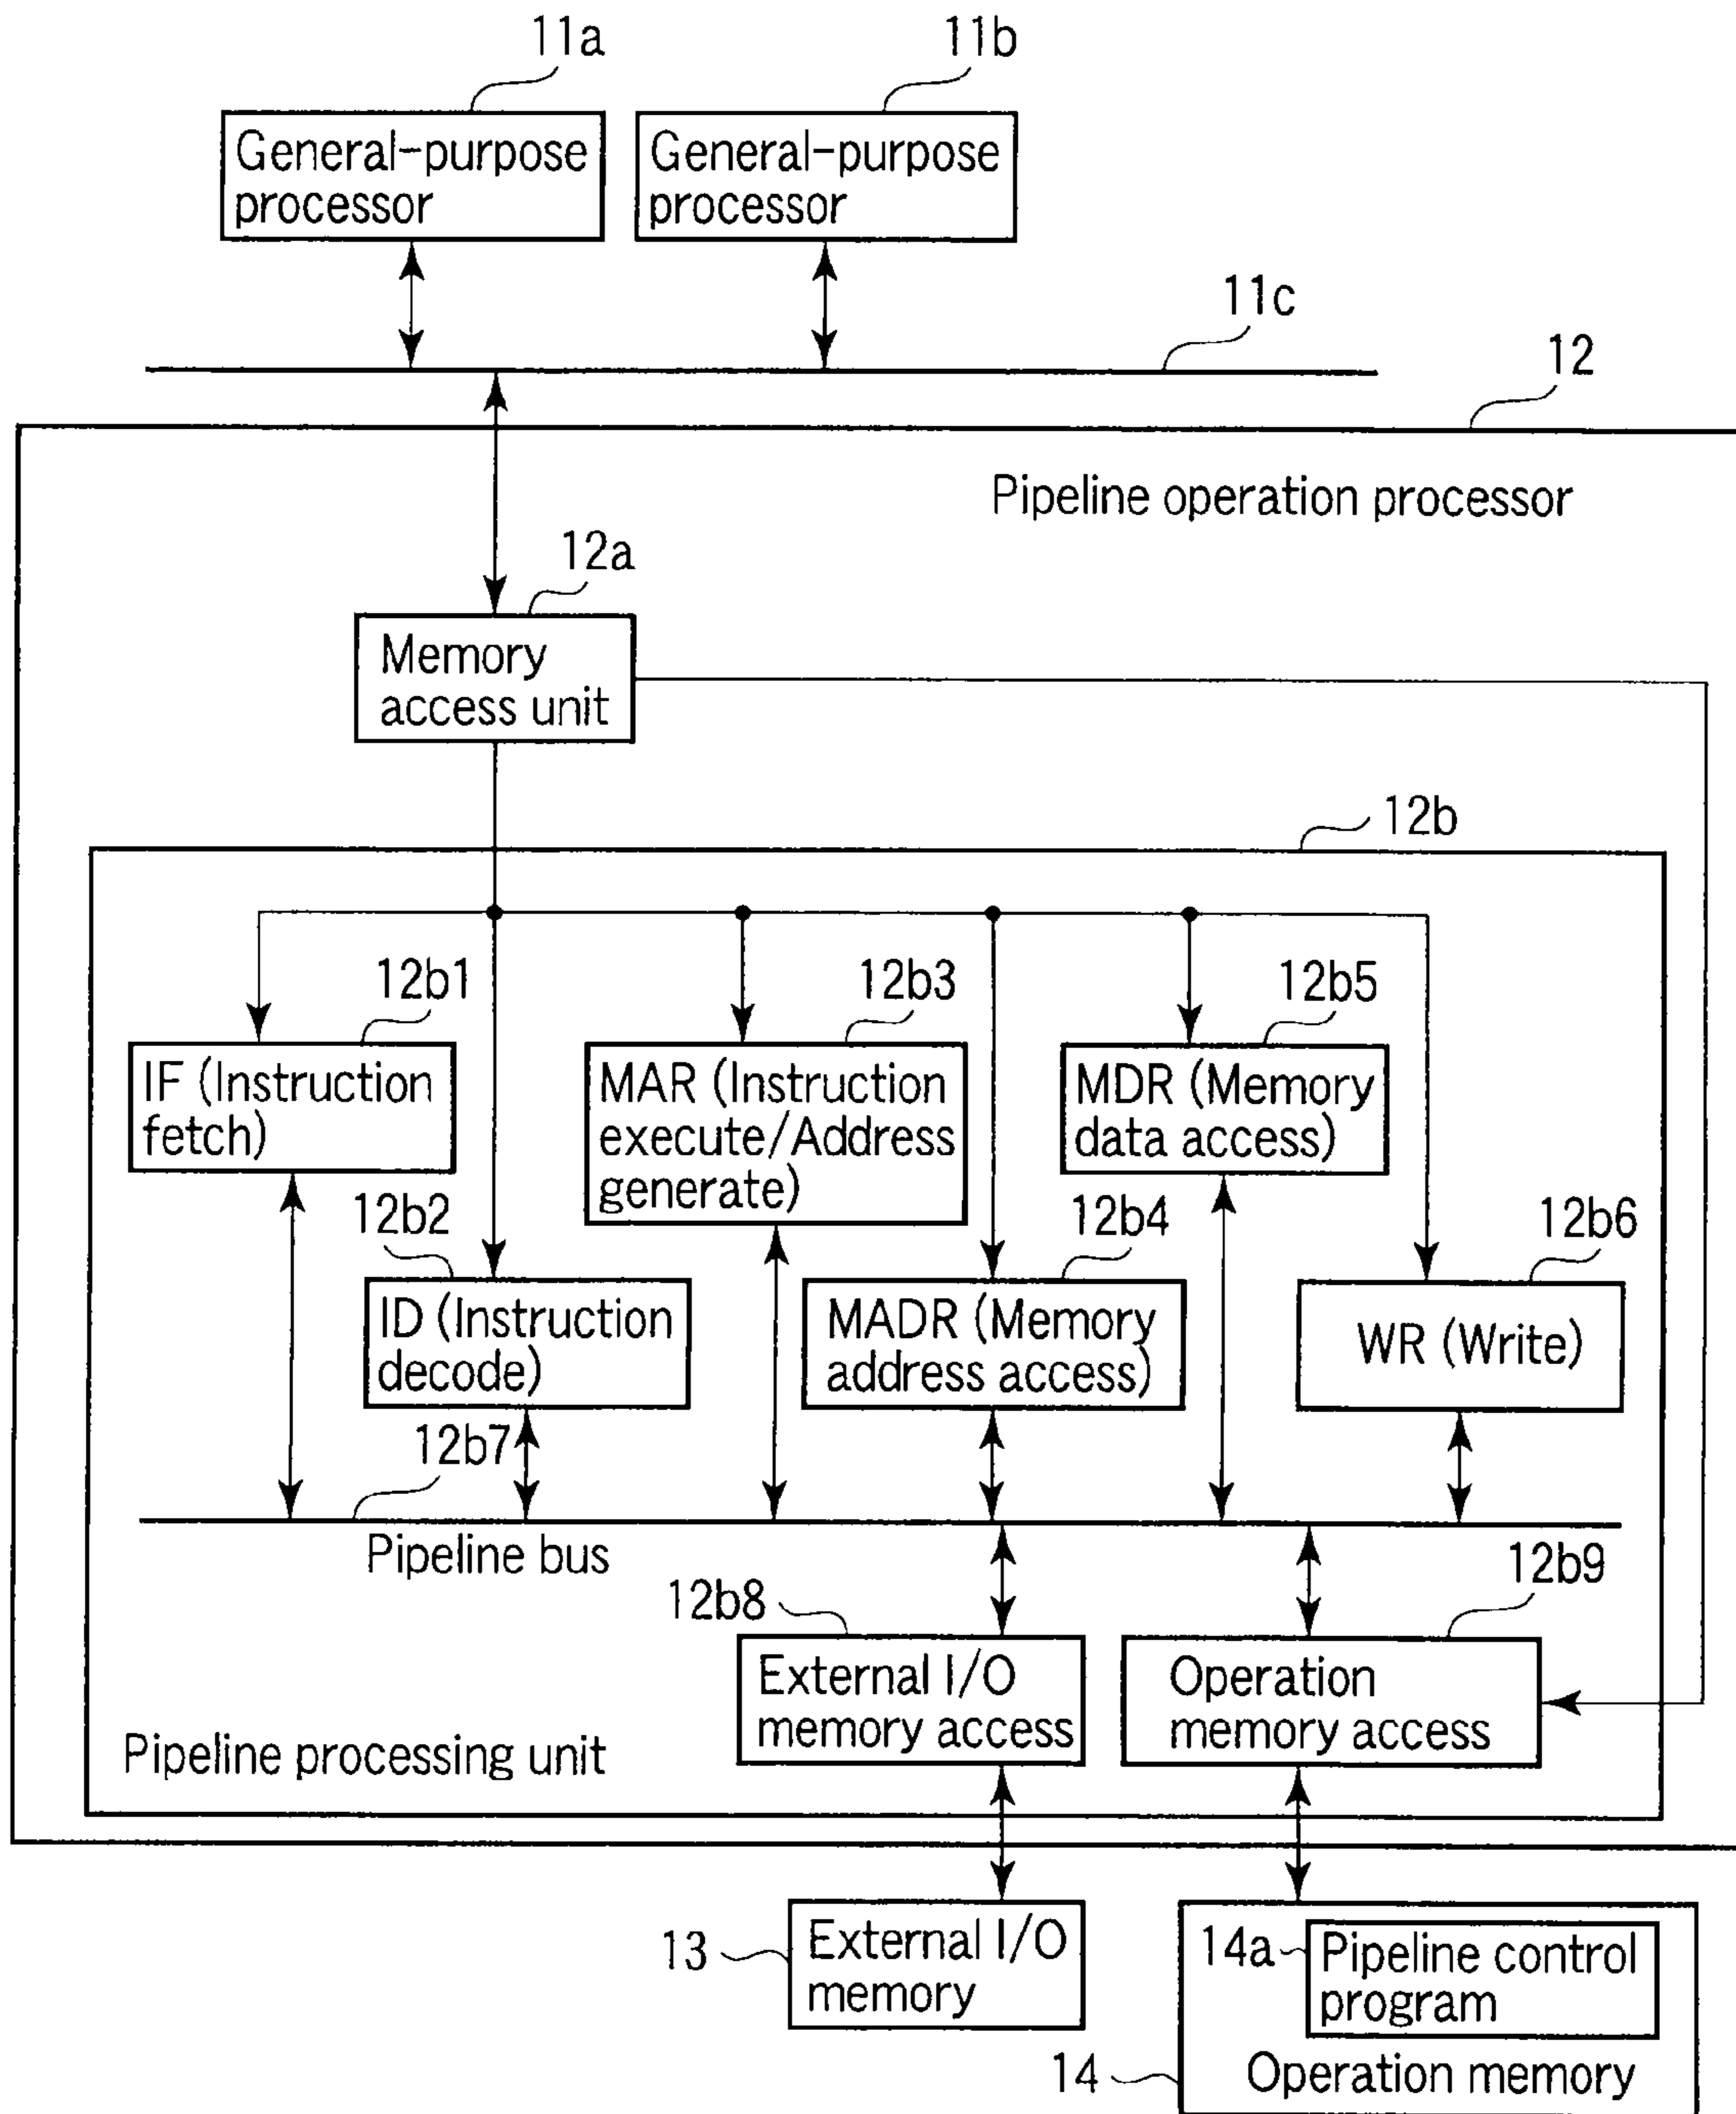 11a
11b
General-purpose
processor
General-purpose
processor
11c
12
Pipeline operation processor
12a
Memory
access unit
12b
12b1
12b3
12b5
IF (Instruction
fetch)
MAR (Instruction
execute/Address
generate)
MDR (Memory
data access)
12b2
12b4
12b6
ID (Instruction
decode)
MADR (Memory
address access)
WR (Write)
12b7
Pipeline bus
12b8
12b9
External I/O
memory access
Operation
memory access
Pipeline processing unit
13
External I/O
memory
14a
Pipeline control
program
14
Operation memory